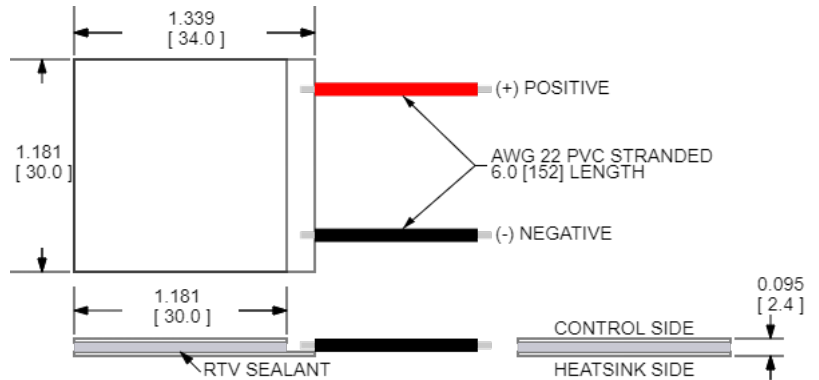 1.339
[ 34.0 ]
(+) POSITIVE
1.181
[ 30.0 ]
AWG 22 PVC STRANDED
6.0 [152] LENGTH
(-) NEGATIVE
1.181
[ 30.0 ]
0.095
[ 2.4 ]
CONTROL SIDE
RTV SEALANT
HEATSINK SIDE